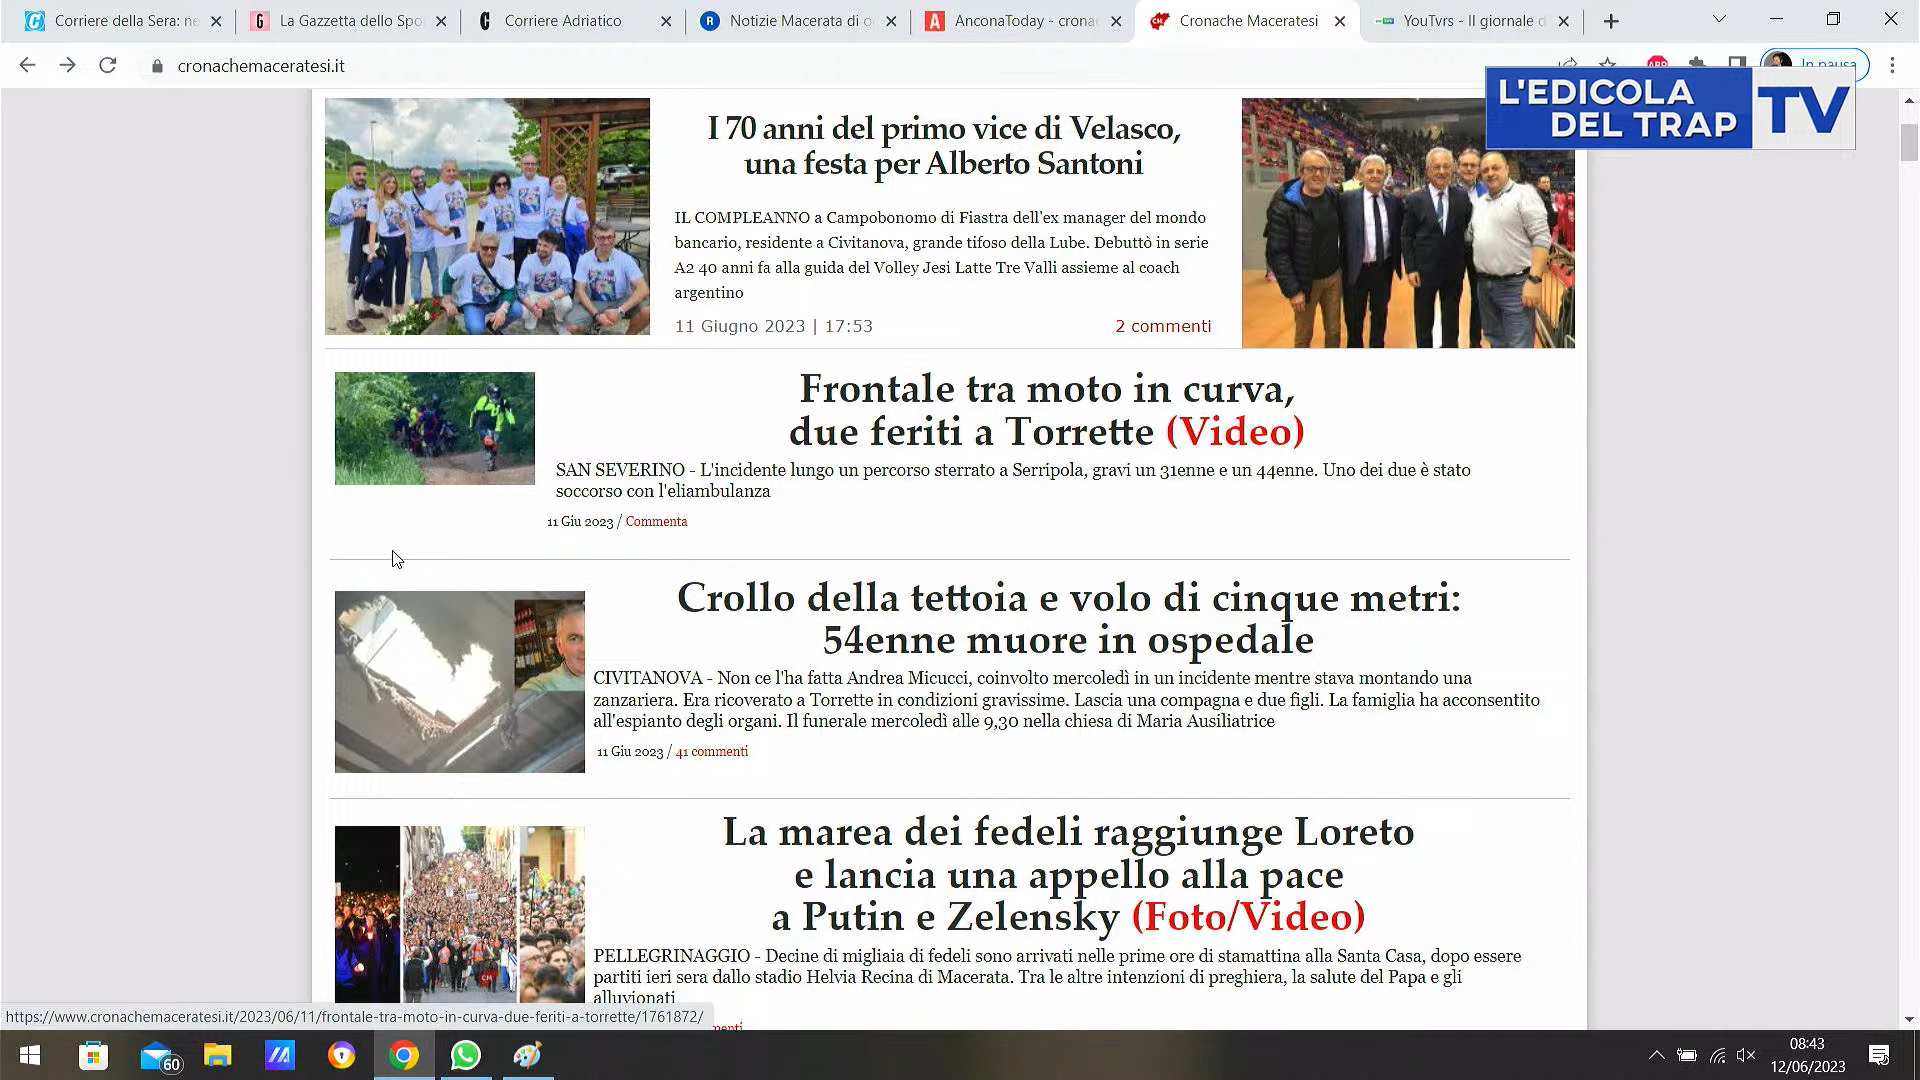 Corriere della Sera: ne
La Gazzetta dello Spo
Corriere Adriatico
Notizie Macerata di o
AnconaToday - crona
Cronache Maceratesi
YouTvrs - Il giornale d
cronachemaceratesi.it
In pausa
L'EDICOLA
DEL TRAP
TV
I 70 anni del primo vice di Velasco,
una festa per Alberto Santoni
IL COMPLEANNO a Campobonomo di Fiastra dell'ex manager del mondo
bancario, residente a Civitanova, grande tifoso della Lube. Debuttò in serie
A2 40 anni fa alla guida del Volley Jesi Latte Tre Valli assieme al coach
argentino
11 Giugno 2023 | 17:53
2 commenti
Frontale tra moto in curva,
due feriti a Torrette (Video)
SAN SEVERINO - L'incidente lungo un percorso sterrato a Serripola, gravi un 31enne e un 44enne. Uno dei due è stato
soccorso con l'eliambulanza
11 Giu 2023 / Commenta
Crollo della tettoia e volo di cinque metri:
54enne muore in ospedale
CIVITANOVA - Non ce l'ha fatta Andrea Micucci, coinvolto mercoledì in un incidente mentre stava montando una
zanzariera. Era ricoverato a Torrette in condizioni gravissime. Lascia una compagna e due figli. La famiglia ha acconsentito
all'espianto degli organi. Il funerale mercoledì alle 9,30 nella chiesa di Maria Ausiliatrice
11 Giu 2023 / 41 commenti
La marea dei fedeli raggiunge Loreto
e lancia una appello alla pace
a Putin e Zelensky (Foto/Video)
PELLEGRINAGGIO - Decine di migliaia di fedeli sono arrivati nelle prime ore di stamattina alla Santa Casa, dopo essere
partiti ieri sera dallo stadio Helvia Recina di Macerata. Tra le altre intenzioni di preghiera, la salute del Papa e gli
alluvionati
https://www.cronachemaceratesi.it/2023/06/11/frontale-tra-moto-in-curva-due-feriti-a-torrette/1761872/
60
08:43
12/06/2023